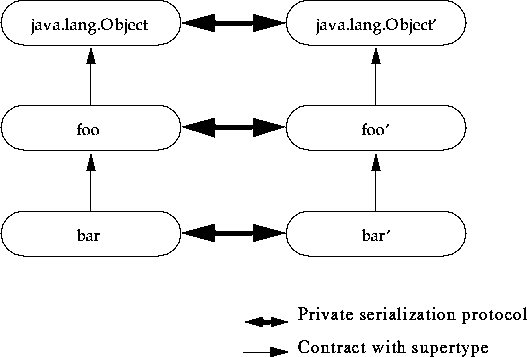 java.lang.Object java.lang.Object′
foo foo′
bar bar′
Private serialization protocol
Contract with supertype